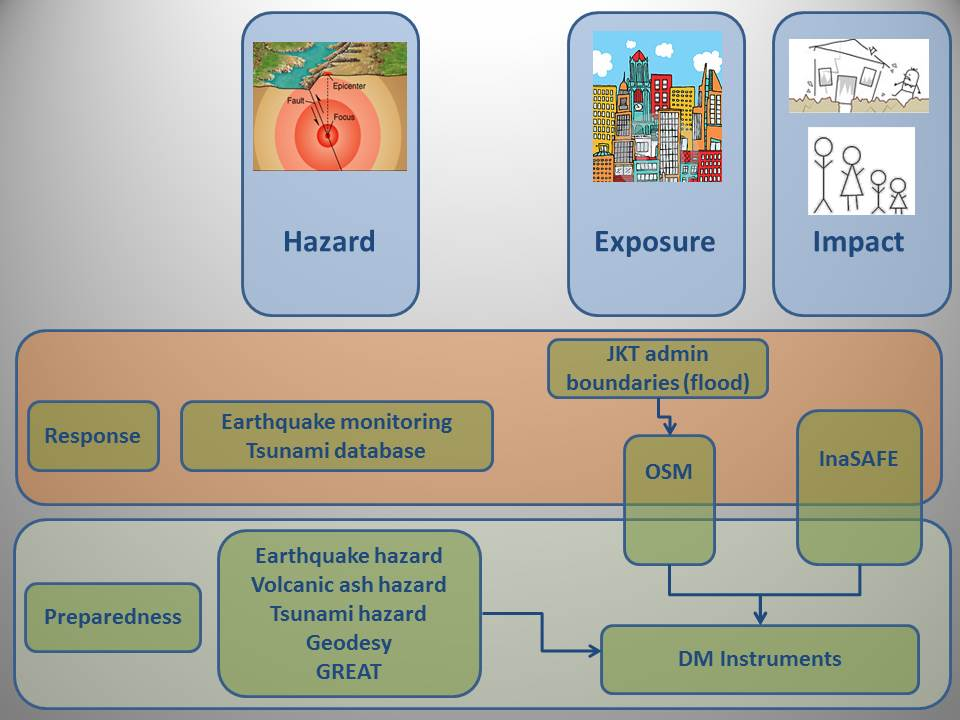 Epicenter
Fault
Focus
Hazard
Exposure
Impact
JKT admin
boundaries (flood)
Response
Earthquake monitoring
Tsunami database
OSM
InaSAFE
Earthquake hazard
Volcanic ash hazard
Tsunami hazard
Geodesy
GREAT
Preparedness
DM Instruments